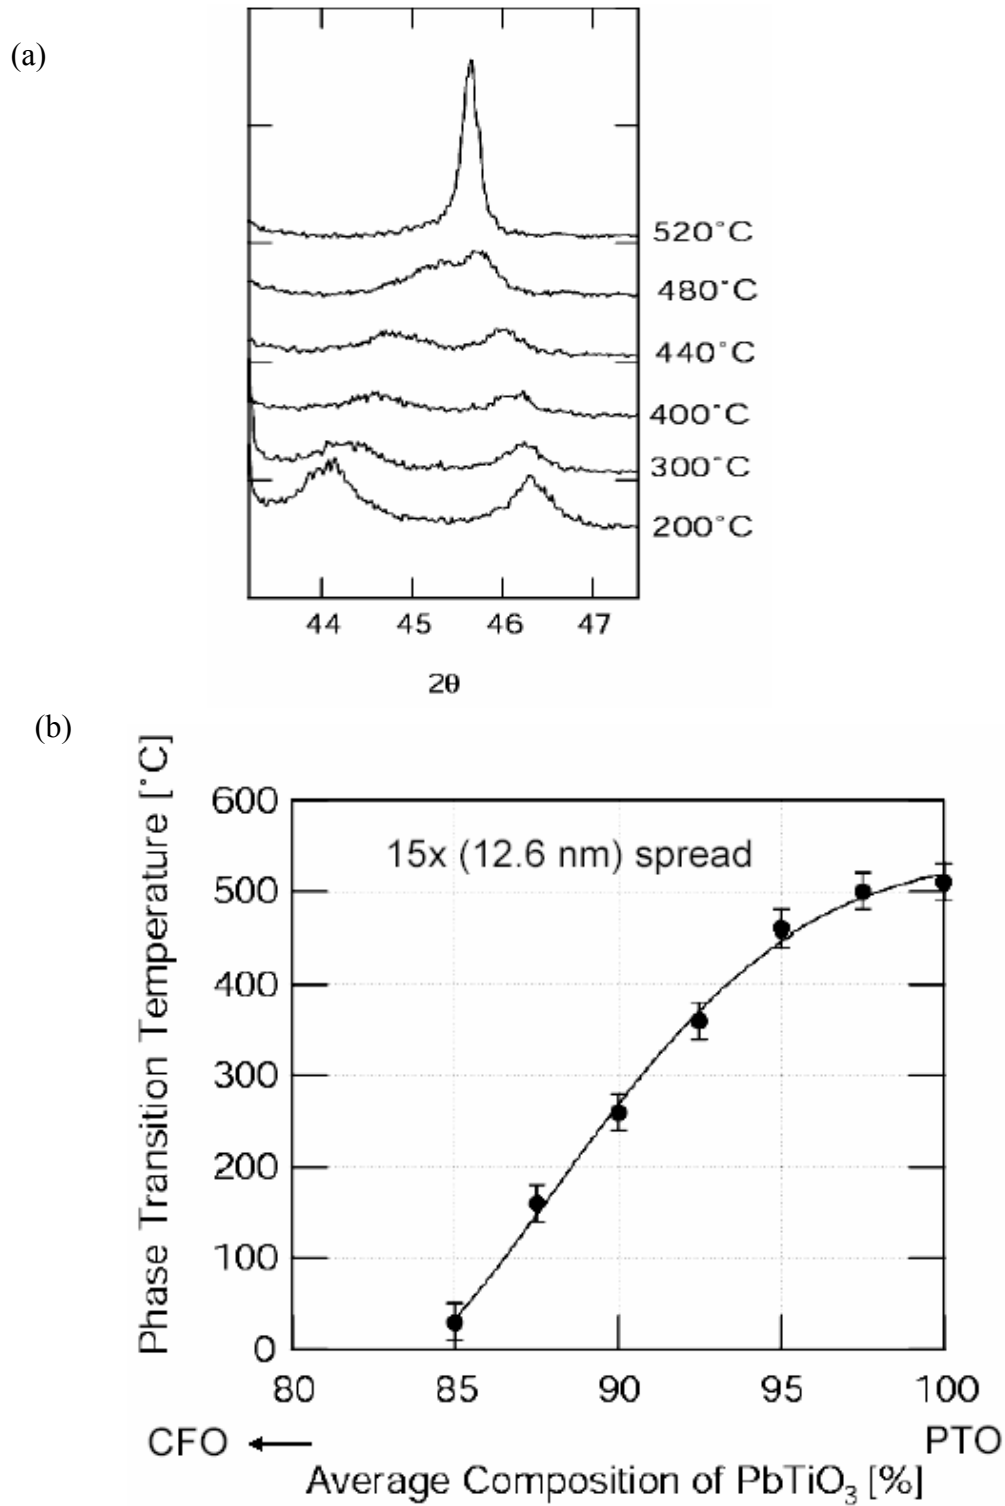 (a)
520°C
480°C
440°C
400°C
300°C
200°C
44 45 46 47
2θ
(b)
Phase Transition Temperature [°C]
600
15x (12.6 nm) spread
500
400
300
200
100
0
80 85 90 95 100
CFO ← PTO
Average Composition of PbTiO₃ [%]